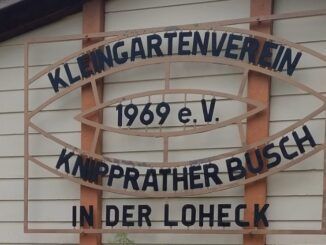 KLEINGARTENVEREIN
1969 e.V.
KNIPPRATHER BUSCH
IN DER LOHECK